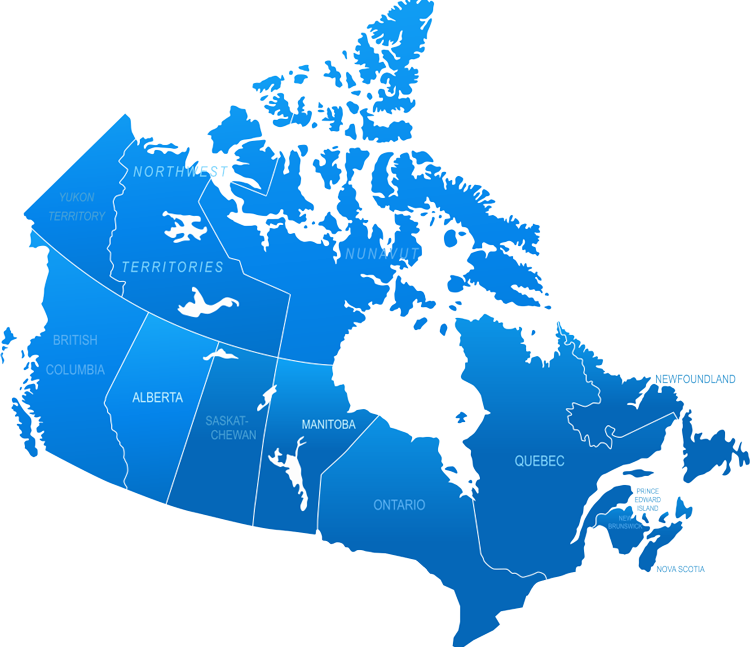 NORTHWEST
YUKON
TERRITORY
NUNAVUT
TERRITORIES
BRITISH
COLUMBIA
ALBERTA
NEWFOUNDLAND
SASKAT-
CHEWAN
MANITOBA
QUEBEC
ONTARIO
PRINCE
EDWARD
ISLAND
NEW
BRUNSWICK
NOVA SCOTIA